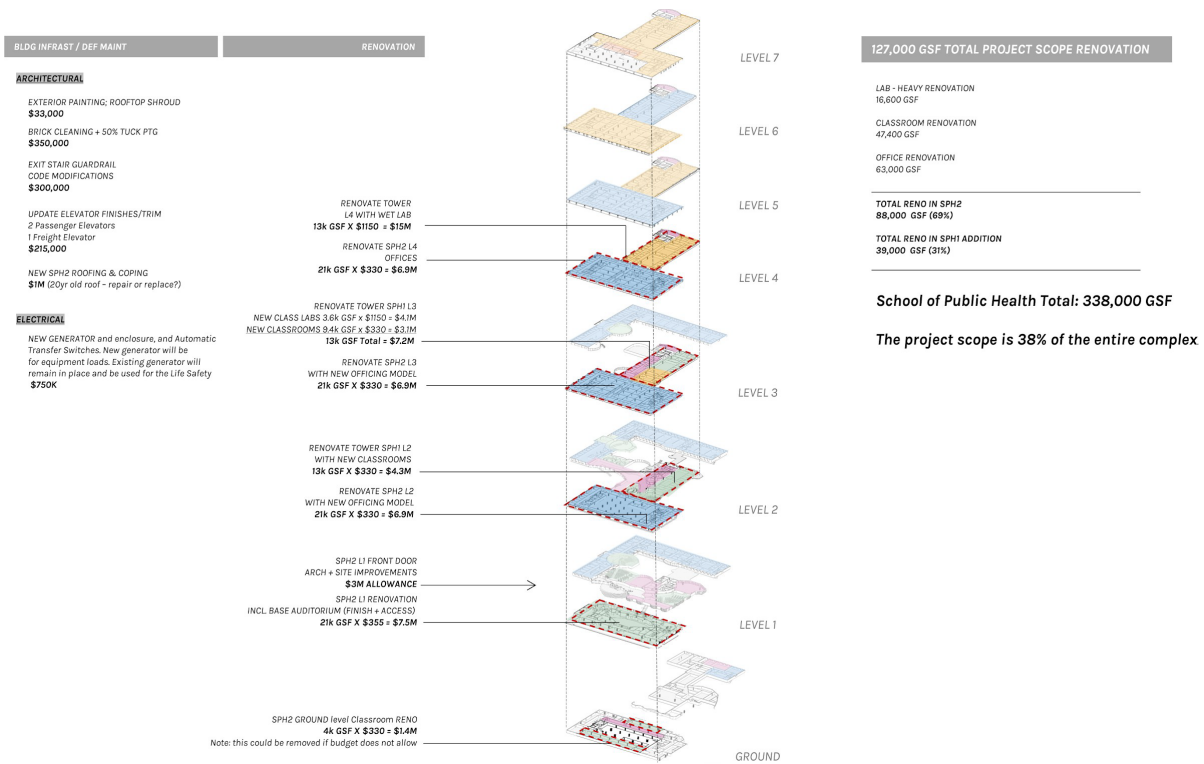 BLDG INFRAST / DEF MAINT
ARCHITECTURAL
EXTERIOR PAINTING; ROOFTOP SHROUD
$33,000
BRICK CLEANING + 50% TUCK PTG
$350,000
EXIT STAIR GUARDRAIL
CODE MODIFICATIONS
$300,000
UPDATE ELEVATOR FINISHES/TRIM
2 Passenger Elevators
1 Freight Elevator
$215,000
NEW SPH2 ROOFING & COPING
$1M (20yr old roof – repair or replace?)
ELECTRICAL
NEW GENERATOR and enclosure, and Automatic
Transfer Switches. New generator will be
for equipment loads. Existing generator will
remain in place and be used for the Life Safety
$750K
RENOVATION
RENOVATE TOWER
L4 WITH WET LAB
13k GSF X $1150 = $15M
RENOVATE SPH2 L4
OFFICES
21k GSF X $330 = $6.9M
RENOVATE TOWER SPH1 L3
NEW CLASS LABS 3.6k GSF x $1150 = $4.1M
NEW CLASSROOMS 9.4k GSF x $330 = $3.1M
13k GSF Total = $7.2M
RENOVATE SPH2 L3
WITH NEW OFFICING MODEL
21k GSF X $330 = $6.9M
RENOVATE TOWER SPH1 L2
WITH NEW CLASSROOMS
13k GSF X $330 = $4.3M
RENOVATE SPH2 L2
WITH NEW OFFICING MODEL
21k GSF X $330 = $6.9M
SPH2 L1 FRONT DOOR
ARCH + SITE IMPROVEMENTS
$3M ALLOWANCE
SPH2 L1 RENOVATION
INCL. BASE AUDITORIUM (FINISH + ACCESS)
21k GSF X $355 = $7.5M
SPH2 GROUND level Classroom RENO
4k GSF X $330 = $1.4M
Note: this could be removed if budget does not allow
LEVEL 7
LEVEL 6
LEVEL 5
LEVEL 4
LEVEL 3
LEVEL 2
LEVEL 1
GROUND
127,000 GSF TOTAL PROJECT SCOPE RENOVATION
LAB - HEAVY RENOVATION
16,600 GSF
CLASSROOM RENOVATION
47,400 GSF
OFFICE RENOVATION
63,000 GSF
TOTAL RENO IN SPH2
88,000 GSF (69%)
TOTAL RENO IN SPH1 ADDITION
39,000 GSF (31%)
School of Public Health Total: 338,000 GSF
The project scope is 38% of the entire complex.